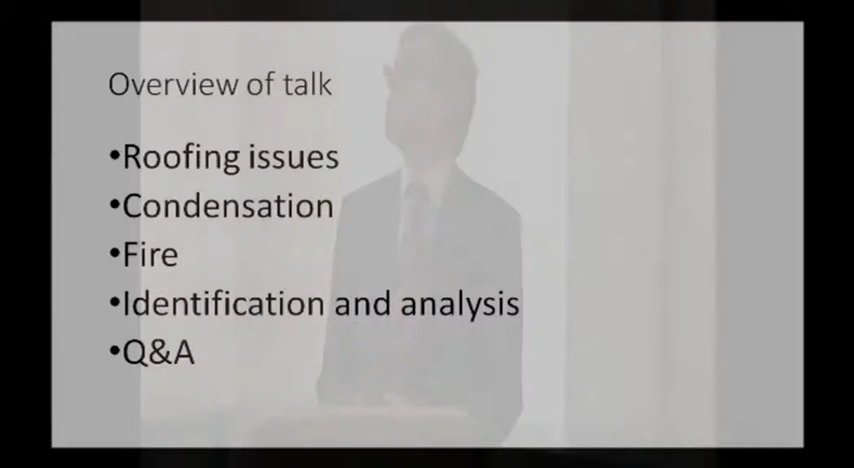 Overview of talk
•Roofing issues
•Condensation
•Fire
•Identification and analysis
•Q&A